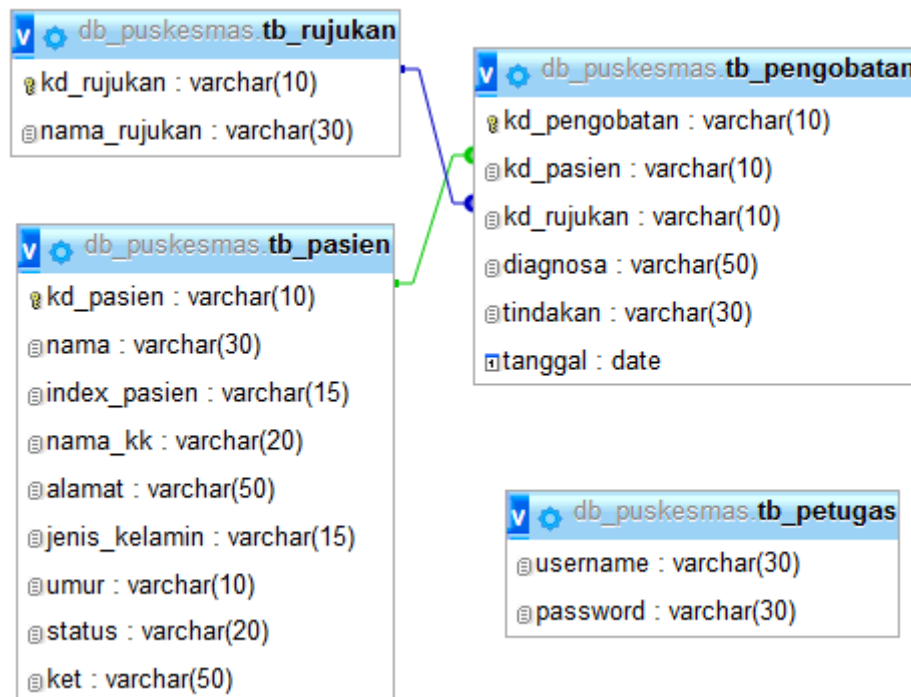 v db_puskesmas.tb_rujukan
kd_rujukan : varchar(10)
nama_rujukan : varchar(30)
v db_puskesmas.tb_pengobatan
kd_pengobatan : varchar(10)
kd_pasien : varchar(10)
kd_rujukan : varchar(10)
diagnosa : varchar(50)
tindakan : varchar(30)
tanggal : date
v db_puskesmas.tb_pasien
kd_pasien : varchar(10)
nama : varchar(30)
index_pasien : varchar(15)
nama_kk : varchar(20)
alamat : varchar(50)
jenis_kelamin : varchar(15)
umur : varchar(10)
status : varchar(20)
ket : varchar(50)
v db_puskesmas.tb_petugas
username : varchar(30)
password : varchar(30)